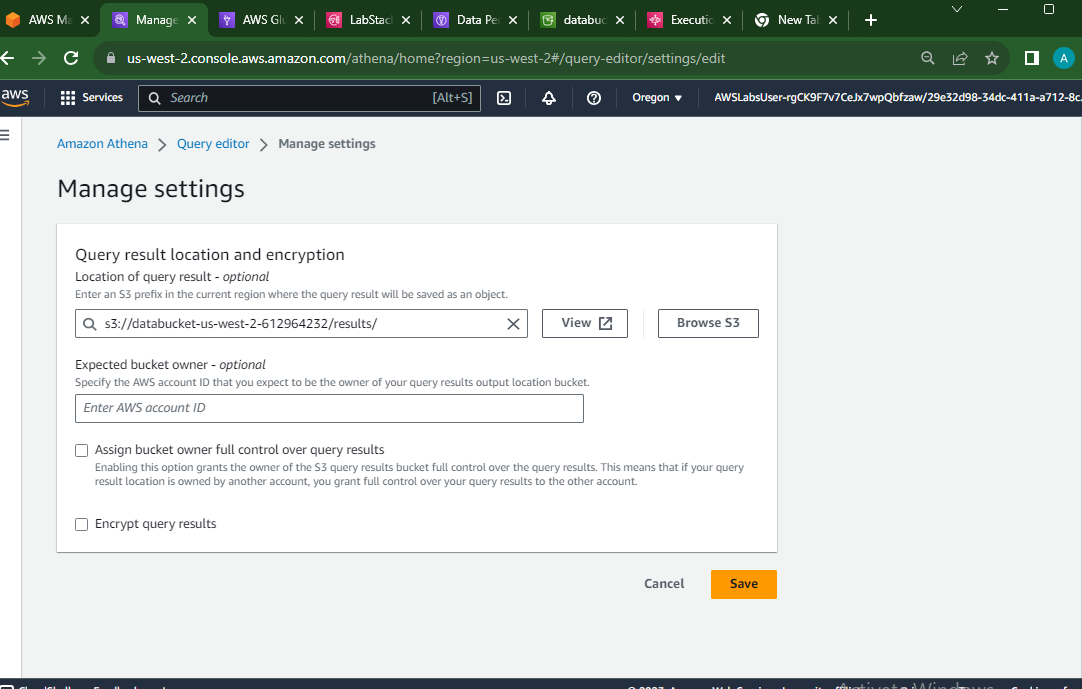 AWS Ma
Manage
AWS Glu
LabStac
Data Pe
databuc
Executio
New Tab
us-west-2.console.aws.amazon.com/athena/home?region=us-west-2#/query-editor/settings/edit
A
aws
Services
Search
[Alt+S]
Oregon
AWSLabsUser-rgCK9F7v7CeJx7wpQbfzaw/29e32d98-34dc-411a-a712-8c
Amazon Athena
Query editor
Manage settings
Manage settings
Query result location and encryption
Location of query result - optional
Enter an S3 prefix in the current region where the query result will be saved as an object.
s3://databucket-us-west-2-612964232/results/
View
Browse S3
Expected bucket owner - optional
Specify the AWS account ID that you expect to be the owner of your query results output location bucket.
Enter AWS account ID
Assign bucket owner full control over query results
Enabling this option grants the owner of the S3 query results bucket full control over the query results. This means that if your query
result location is owned by another account, you grant full control over your query results to the other account.
Encrypt query results
Cancel
Save